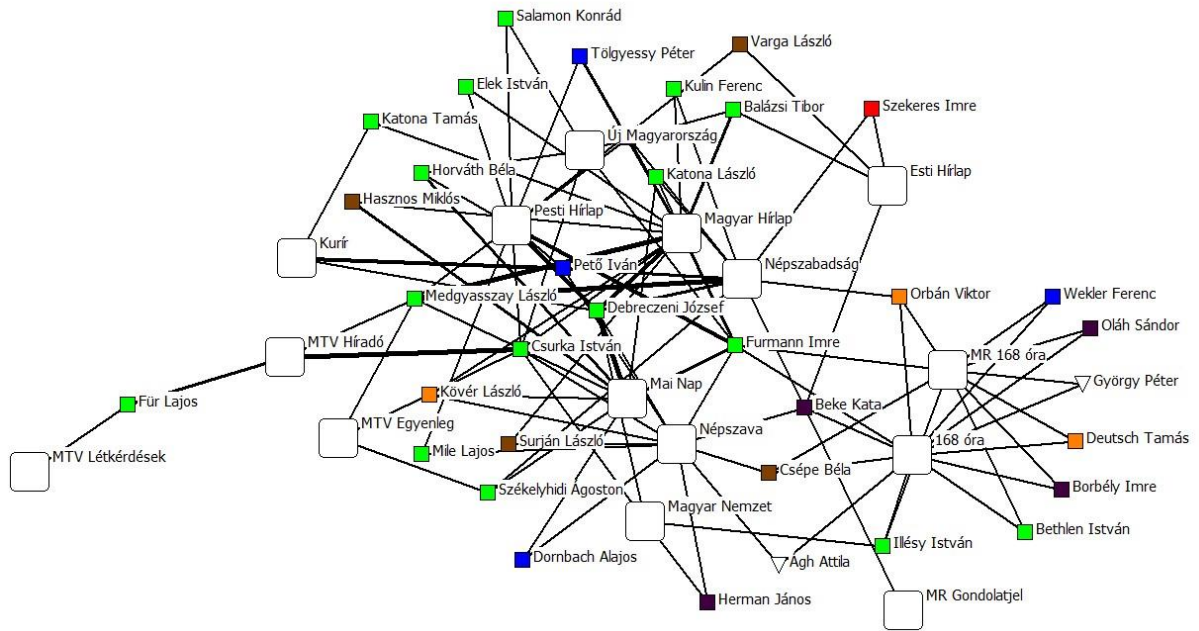 Salamon Konrád
Varga László
Tölgyessy Péter
Elek István
Kulin Ferenc
Balázsi Tibor
Szekeres Imre
Katona Tamás
Új Magyarország
Horváth Béla
Katona László
Esti Hírlap
Hasznos Miklós
Pesti Hírlap
Magyar Hírlap
Kurír
Pető Iván
Népszabadság
Medgyasszay László
Debreczeni József
Orbán Viktor
Wekler Ferenc
Oláh Sándor
MTV Híradó
Csurka István
Furmann Imre
MR 168 óra
Mai Nap
György Péter
Für Lajos
Kövér László
Beke Kata
MTV Egyenleg
Népszava
Surján László
168 óra
Deutsch Tamás
Mile Lajos
MTV Létkérdések
Csépe Béla
Székelyhidi Ágoston
Borbély Imre
Magyar Nemzet
Bethlen István
Illésy István
Dornbach Alajos
Ágh Attila
Herman János
MR Gondolatjel